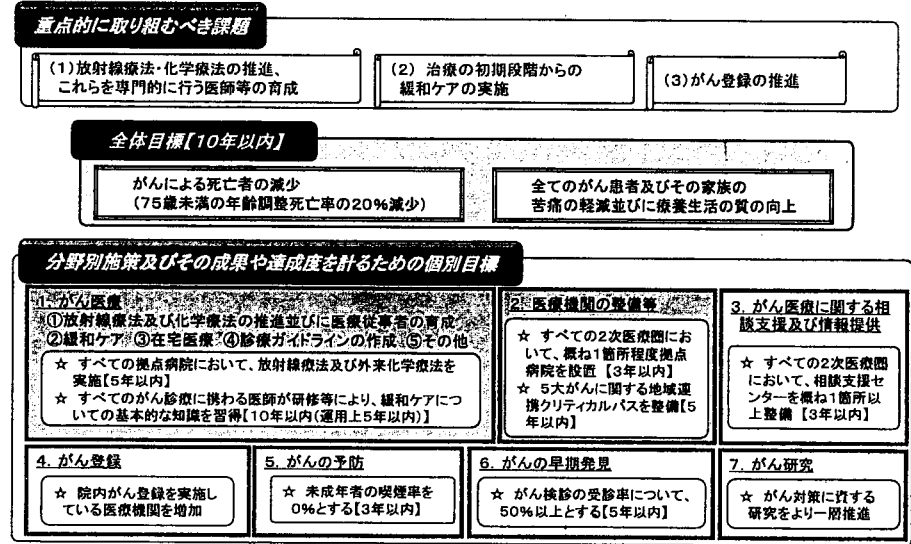 重点的に取り組むべき課題
(1)放射線療法・化学療法の推進、
これらを専門的に行う医師等の育成
(2) 治療の初期段階からの
緩和ケアの実施
(3)がん登録の推進
全体目標【10年以内】
がんによる死亡者の減少
(75歳未満の年齢調整死亡率の20%減少)
全てのがん患者及びその家族の
苦痛の軽減並びに療養生活の質の向上
分野別施策及びその成果や達成度を計るための個別目標
1. がん医療
①放射線療法及び化学療法の推進並びに医療従事者の育成
②緩和ケア ③在宅医療 ④診療ガイドラインの作成 ⑤その他
☆ すべての拠点病院において、放射線療法及び外来化学療法を
実施【5年以内】
☆ すべてのがん診療に携わる医師が研修等により、緩和ケアにつ
いての基本的な知識を習得【10年以内(運用上5年以内)】
2. 医療機関の整備等
☆ すべての2次医療圏にお
いて、概ね1箇所程度拠点
病院を設置 【3年以内】
☆ 5大がんに関する地域連
携クリティカルパスを整備【5
年以内】
3. がん医療に関する相
談支援及び情報提供
☆ すべての2次医療圏
において、相談支援セ
ンターを概ね1箇所以
上整備 【3年以内】
4. がん登録
☆ 院内がん登録を実施し
ている医療機関を増加
5. がんの予防
☆ 未成年者の喫煙率を
0%とする【3年以内】
6. がんの早期発見
☆ がん検診の受診率について、
50%以上とする【5年以内】
7. がん研究
☆ がん対策に資する
研究をより一層推進